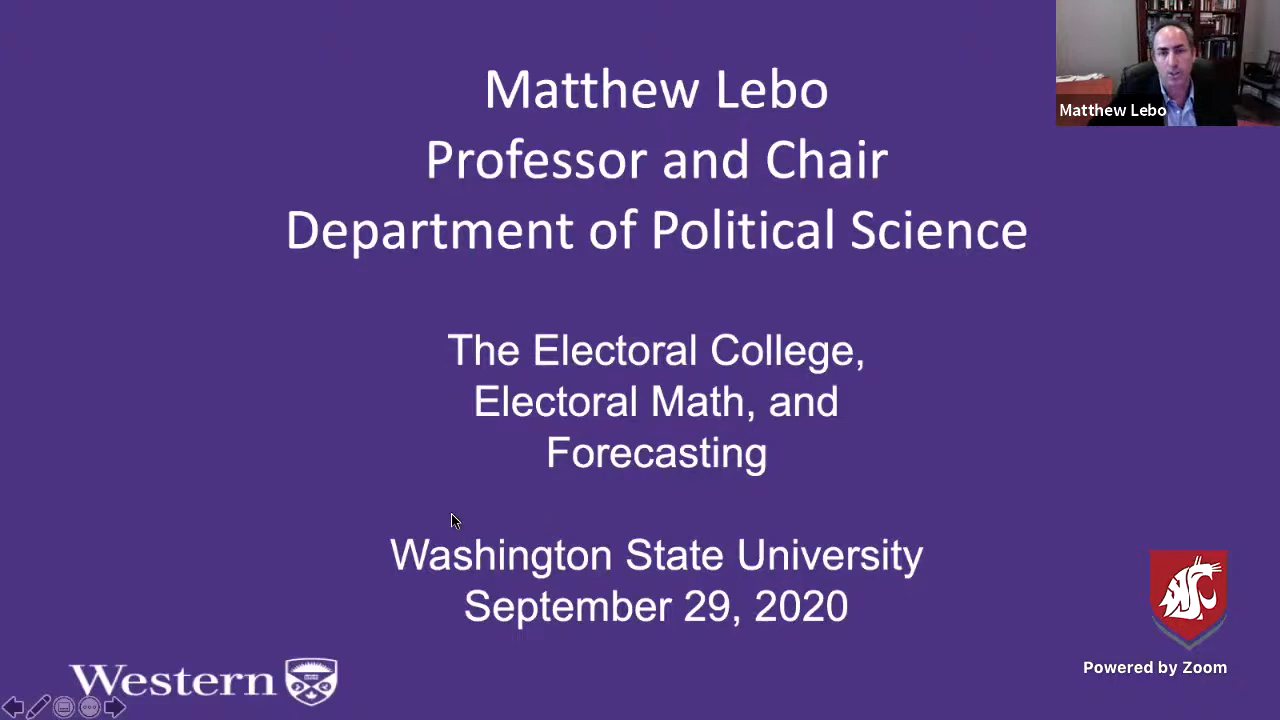 Matthew Lebo
Professor and Chair
Department of Political Science
Matthew Lebo
The Electoral College,
Electoral Math, and
Forecasting
Washington State University
September 29, 2020
Western
Powered by Zoom